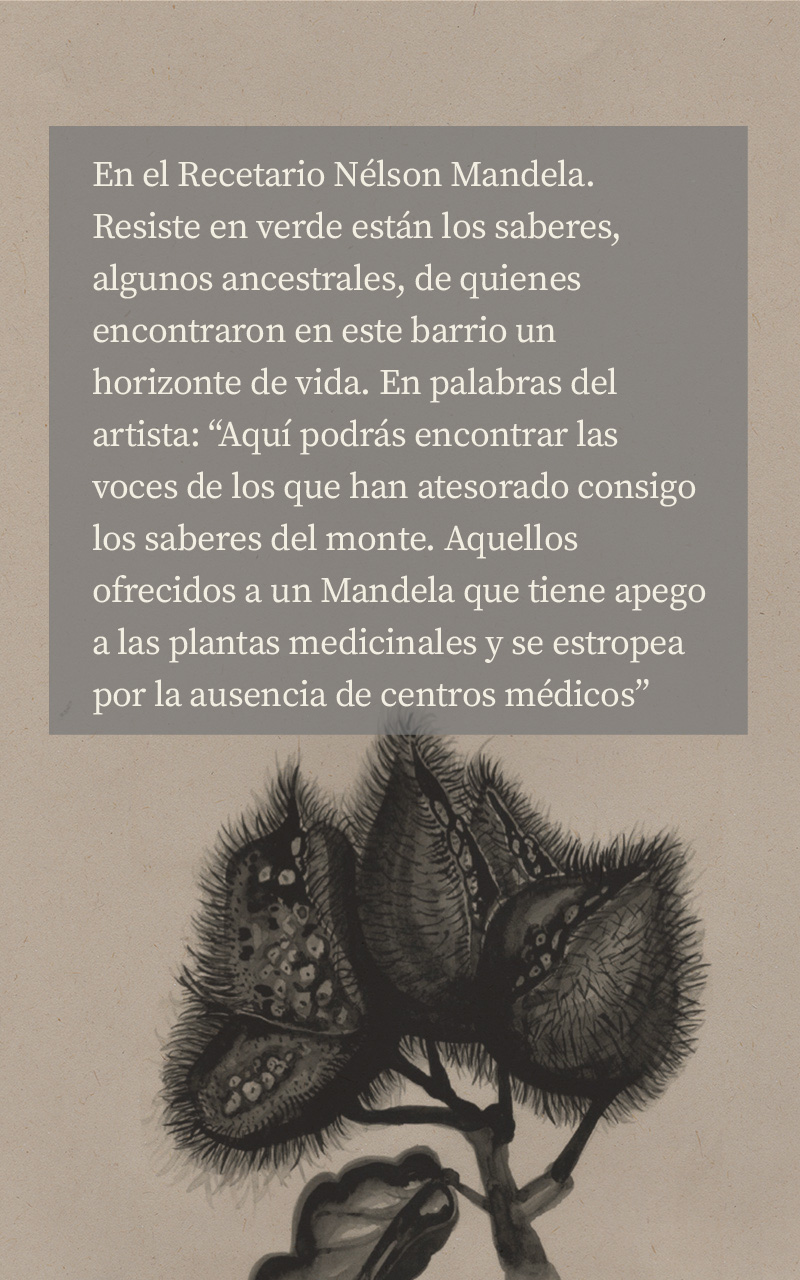 En el Recetario Nélson Mandela.
Resiste en verde están los saberes,
algunos ancestrales, de quienes
encontraron en este barrio un
horizonte de vida. En palabras del
artista: “Aquí podrás encontrar las
voces de los que han atesorado consigo
los saberes del monte. Aquellos
ofrecidos a un Mandela que tiene apego
a las plantas medicinales y se estropea
por la ausencia de centros médicos”